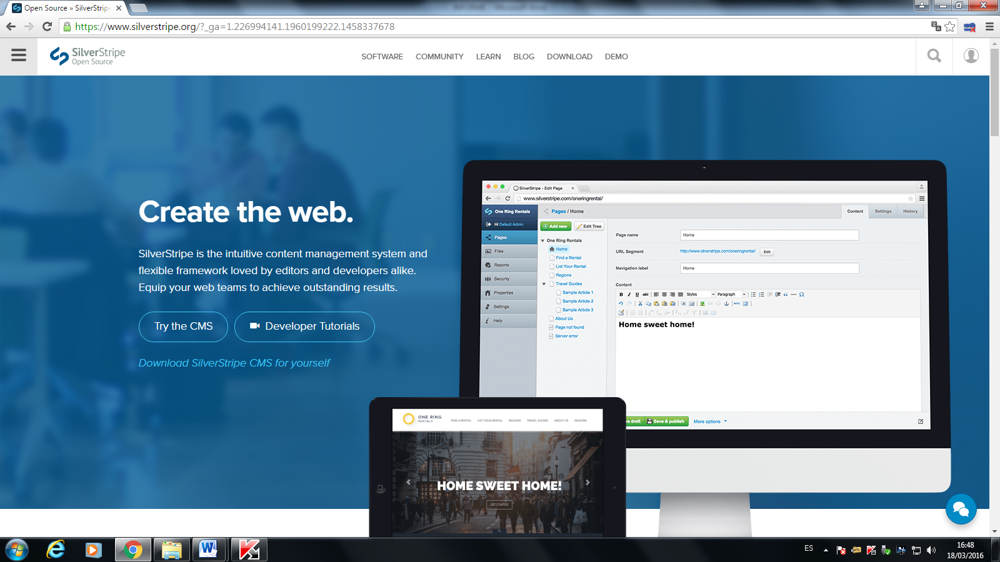 Open Source » SilverStripe
https://www.silverstripe.org/?_ga=1.226994141.1960199222.1458337678
SilverStripe
Open Source
SOFTWARE COMMUNITY LEARN BLOG DOWNLOAD DEMO
Create the web.
SilverStripe is the intuitive content management system and
flexible framework loved by editors and developers alike.
Equip your web teams to achieve outstanding results.
Try the CMS
Developer Tutorials
Download SilverStripe CMS for yourself
SilverStripe - Edit Page
www.silverstripe.com/oneringrental/
One Ring Rentals
Hi Default Admin
Pages
Files
Reports
Security
Properties
Settings
Help
Pages / Home
Add new Edit Tree
One Ring Rentals
Home
Find a Rental
List Your Rental
Regions
Travel Guides
Sample Article 1
Sample Article 2
Sample Article 3
About Us
Page not found
Server error
Content Settings History
Page name Home
URL Segment http://www.silverstripe.com/oneringrental/ Edit
Navigation label Home
Content
B I U ABC Styles Paragraph
Home sweet home!
draft Save & publish More options
ONE RING
RENTALS
FIND A RENTAL LIST YOUR RENTAL REGIONS TRAVEL GUIDES ABOUT US REGIONS
HOME SWEET HOME!
GET STARTED
ES
16:48
18/03/2016